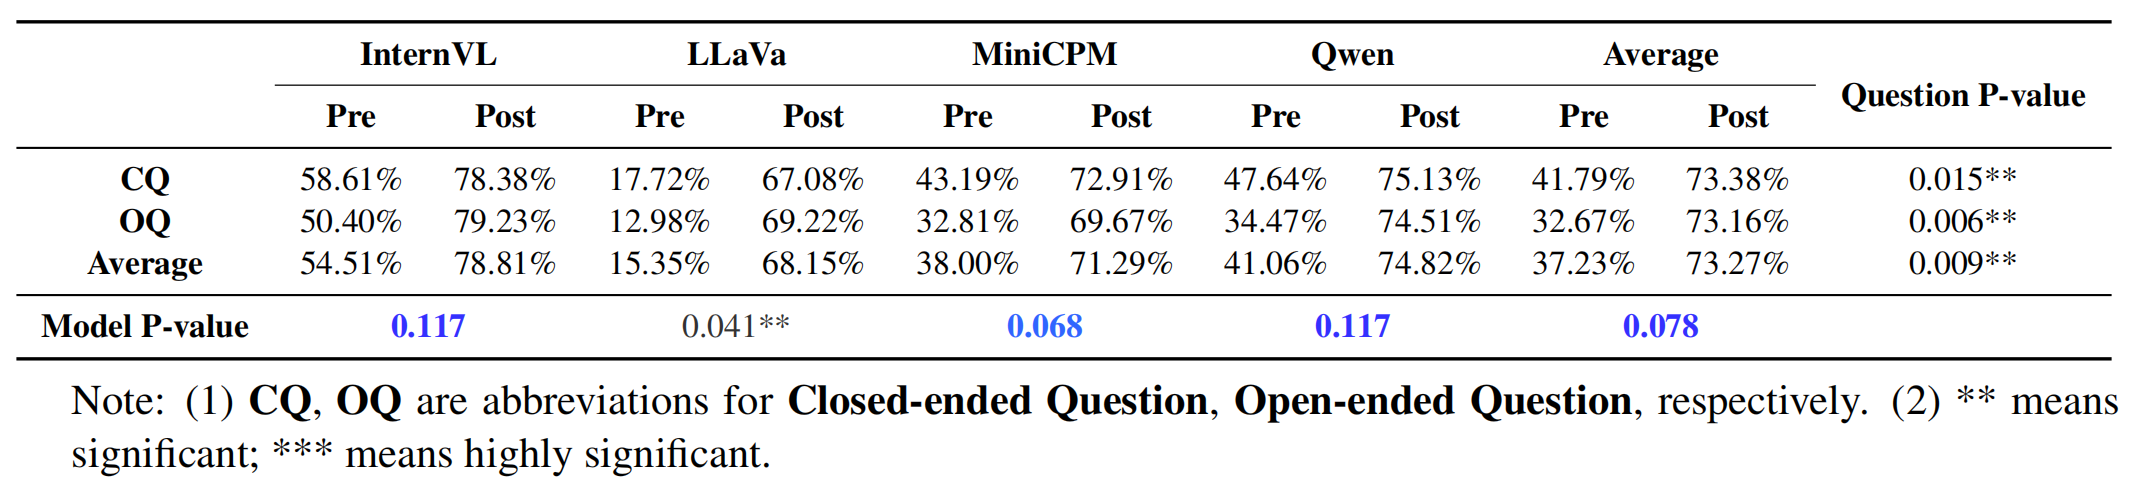 InternVL LLaVa MiniCPM Qwen Average Question P-value
Pre Post Pre Post Pre Post Pre Post Pre Post
CQ 58.61% 78.38% 17.72% 67.08% 43.19% 72.91% 47.64% 75.13% 41.79% 73.38% 0.015**
OQ 50.40% 79.23% 12.98% 69.22% 32.81% 69.67% 34.47% 74.51% 32.67% 73.16% 0.006**
Average 54.51% 78.81% 15.35% 68.15% 38.00% 71.29% 41.06% 74.82% 37.23% 73.27% 0.009**
Model P-value 0.117 0.041** 0.068 0.117 0.078
Note: (1) CQ, OQ are abbreviations for Closed-ended Question, Open-ended Question, respectively. (2) ** means
significant; *** means highly significant.